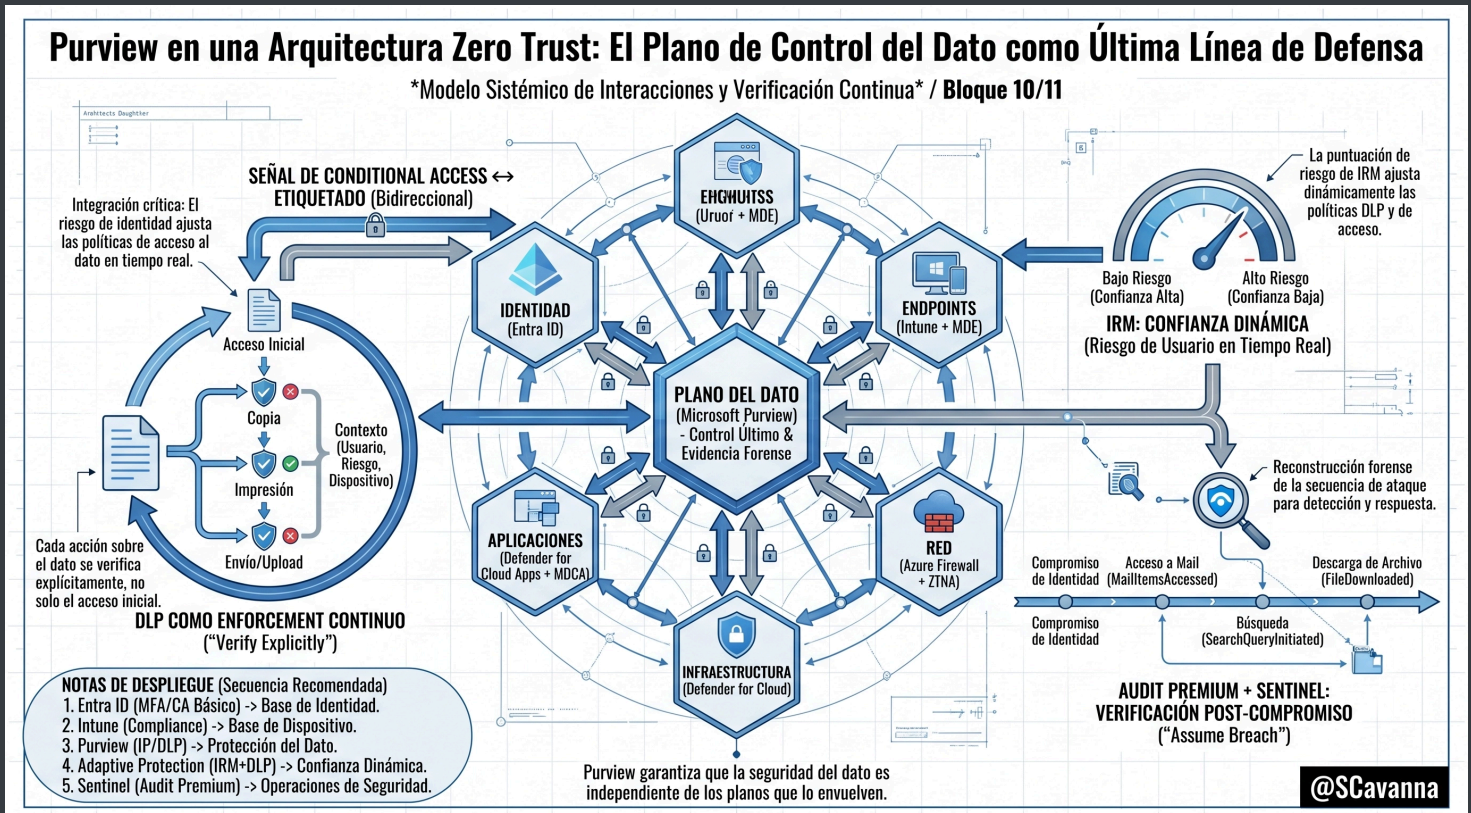 Purview en una Arquitectura Zero Trust: El Plano de Control del Dato como Última Línea de Defensa
*Modelo Sistémico de Interacciones y Verificación Continua* / Bloque 10/11
Architects Daughtler
SEÑAL DE CONDITIONAL ACCESS ↔
ETIQUETADO (Bidireccional)
Integración crítica: El
riesgo de identidad ajusta
las políticas de acceso al
dato en tiempo real.
Acceso Inicial
Copia
Impresión
Envío/Upload
Contexto
(Usuario,
Riesgo,
Dispositivo)
Cada acción sobre
el dato se verifica
explícitamente, no
solo el acceso inicial.
DLP COMO ENFORCEMENT CONTINUO
("Verify Explicitly")
NOTAS DE DESPLIEGUE (Secuencia Recomendada)
1. Entra ID (MFA/CA Básico) -> Base de Identidad.
2. Intune (Compliance) -> Base de Dispositivo.
3. Purview (IP/DLP) -> Protección del Dato.
4. Adaptive Protection (IRM+DLP) -> Confianza Dinámica.
5. Sentinel (Audit Premium) -> Operaciones de Seguridad.
(Uruor + MDE)
IDENTIDAD
(Entra ID)
ENDPOINTS
(Intune + MDE)
PLANO DEL DATO
(Microsoft Purview)
- Control Último &
Evidencia Forense
APLICACIONES
(Defender for
Cloud Apps + MDCA)
RED
(Azure Firewall
+ ZTNA)
INFRAESTRUCTURA
(Defender for Cloud)
Purview garantiza que la seguridad del dato es
independiente de los planos que lo envuelven.
La puntuación de
riesgo de IRM ajusta
dinámicamente las
políticas DLP y de
acceso.
Bajo Riesgo
(Confianza Alta)
Alto Riesgo
(Confianza Baja)
IRM: CONFIANZA DINÁMICA
(Riesgo de Usuario en Tiempo Real)
Reconstrucción forense
de la secuencia de ataque
para detección y respuesta.
Compromiso
de Identidad
Acceso a Mail
(MailItemsAccessed)
Descarga de Archivo
(FileDownloaded)
Compromiso
de Identidad
Búsqueda
(SearchQueryInitiated)
AUDIT PREMIUM + SENTINEL:
VERIFICACIÓN POST-COMPROMISO
("Assume Breach")
@SCavanna